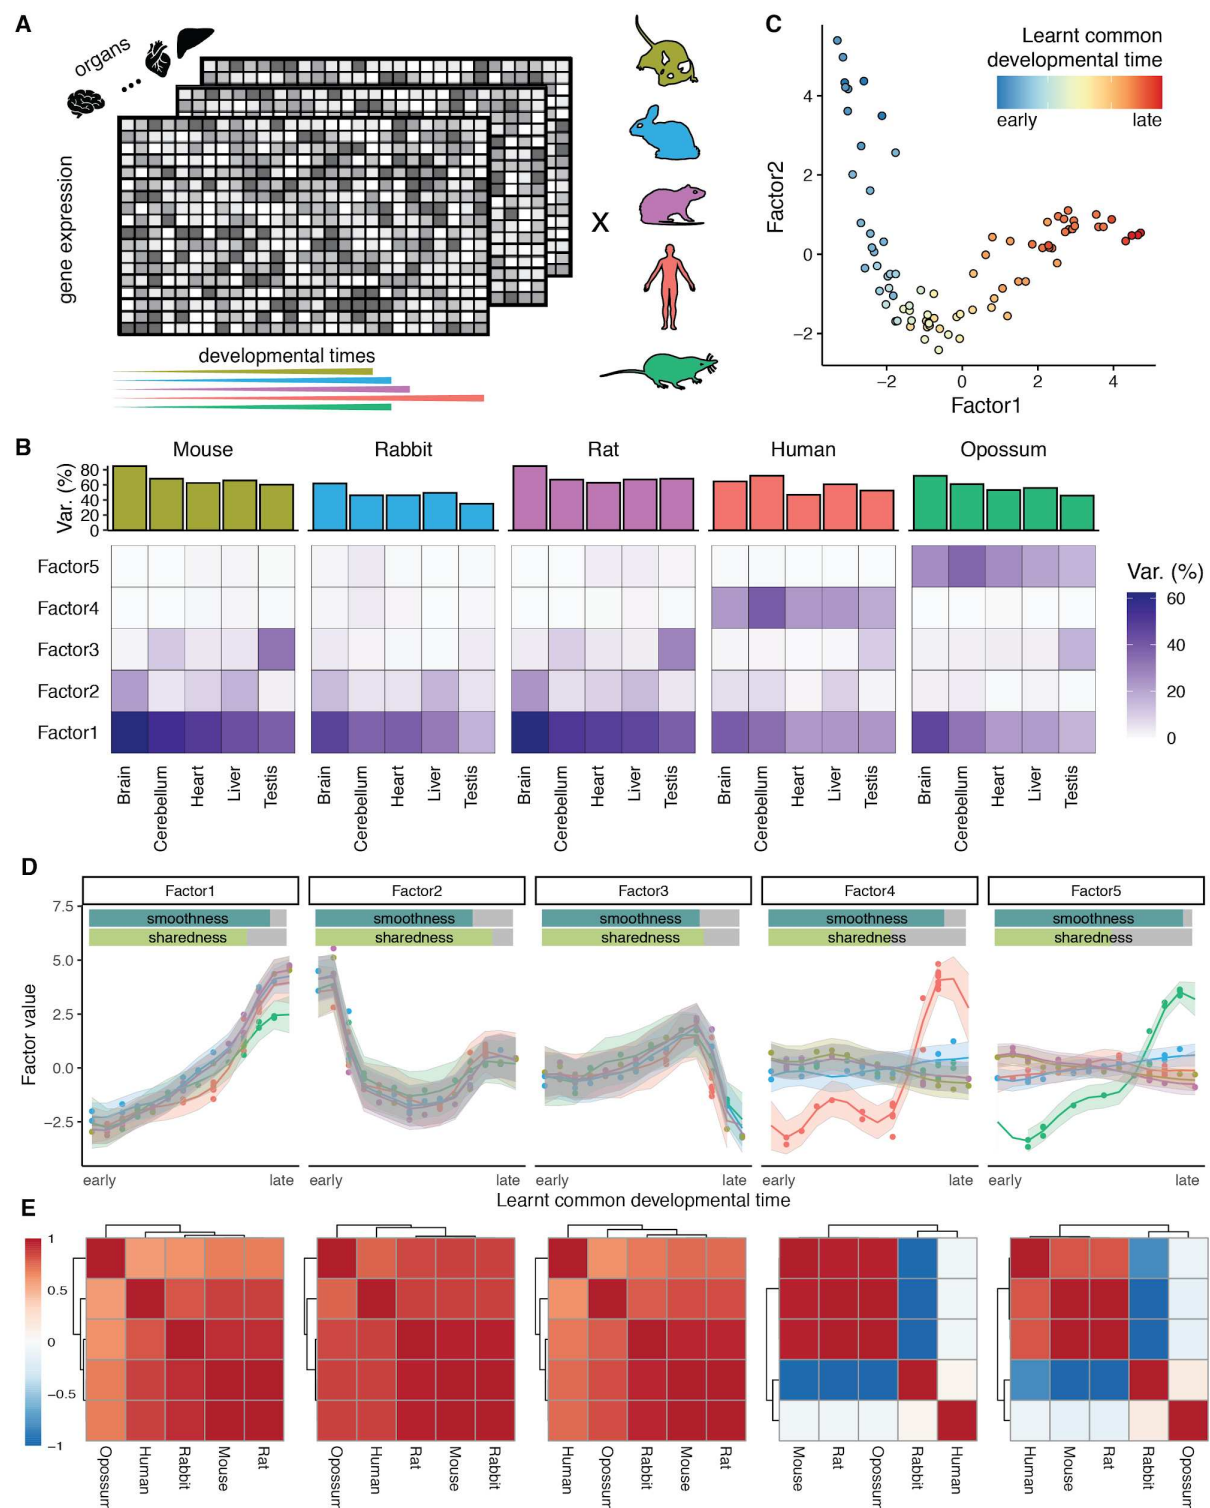 A
organs
gene expression
developmental times
X
C
Learnt common
developmental time
early
late
Factor2
4
2
0
−2
−2
0
2
4
Factor1
B
Mouse
Rabbit
Rat
Human
Opossum
Var. (%)
80
60
40
20
0
Factor5
Factor4
Factor3
Factor2
Factor1
Brain
Cerebellum
Heart
Liver
Testis
Brain
Cerebellum
Heart
Liver
Testis
Brain
Cerebellum
Heart
Liver
Testis
Brain
Cerebellum
Heart
Liver
Testis
Brain
Cerebellum
Heart
Liver
Testis
Var. (%)
60
40
20
0
D
Factor1
Factor2
Factor3
Factor4
Factor5
smoothness
sharedness
smoothness
sharedness
smoothness
sharedness
smoothness
sharedness
smoothness
sharedness
Factor value
7.5
5.0
2.5
0.0
−2.5
early
late
early
late
early
late
early
late
early
late
Learnt common developmental time
E
1
0.5
0
−0.5
−1
Opossum
Human
Rabbit
Mouse
Rat
Opossum
Human
Rat
Mouse
Rabbit
Human
Opossum
Rabbit
Mouse
Rat
Mouse
Rat
Opossum
Rabbit
Human
Human
Mouse
Rat
Rabbit
Opossum